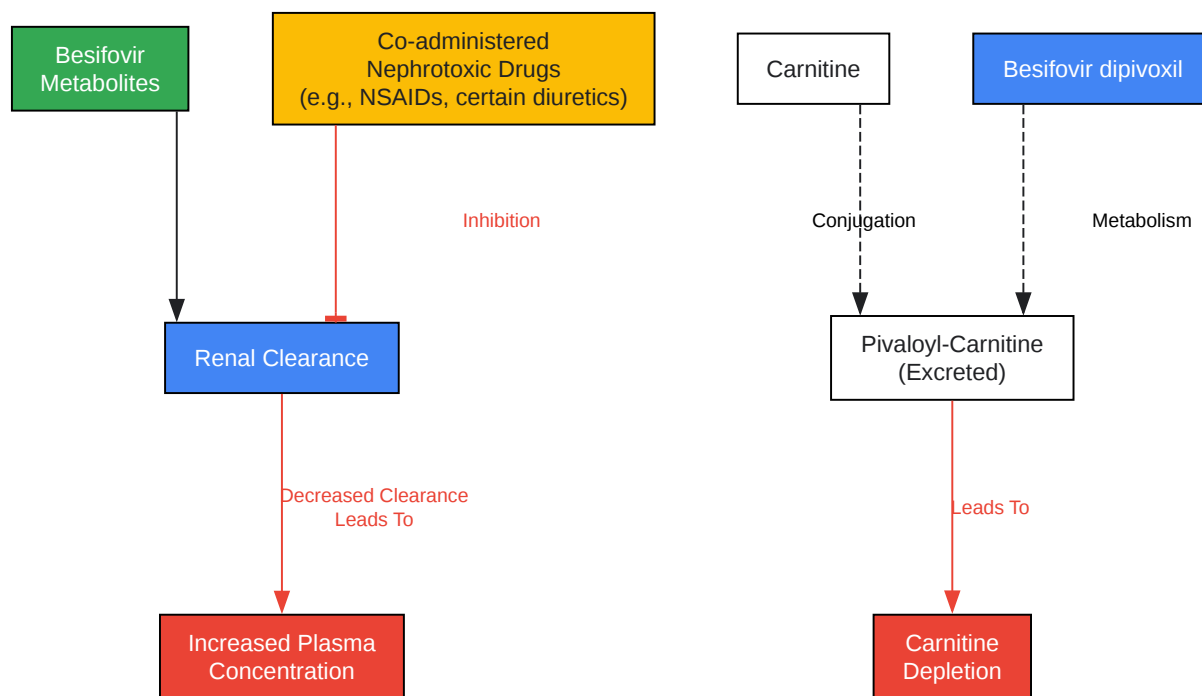 Besifovir
Metabolites
Co-administered
Nephrotoxic Drugs
(e.g., NSAIDs, certain diuretics)
Carnitine
Besifovir dipivoxil
Inhibition
Conjugation
Metabolism
Renal Clearance
Pivaloyl-Carnitine
(Excreted)
Decreased Clearance
Leads To
Leads To
Increased Plasma
Concentration
Carnitine
Depletion